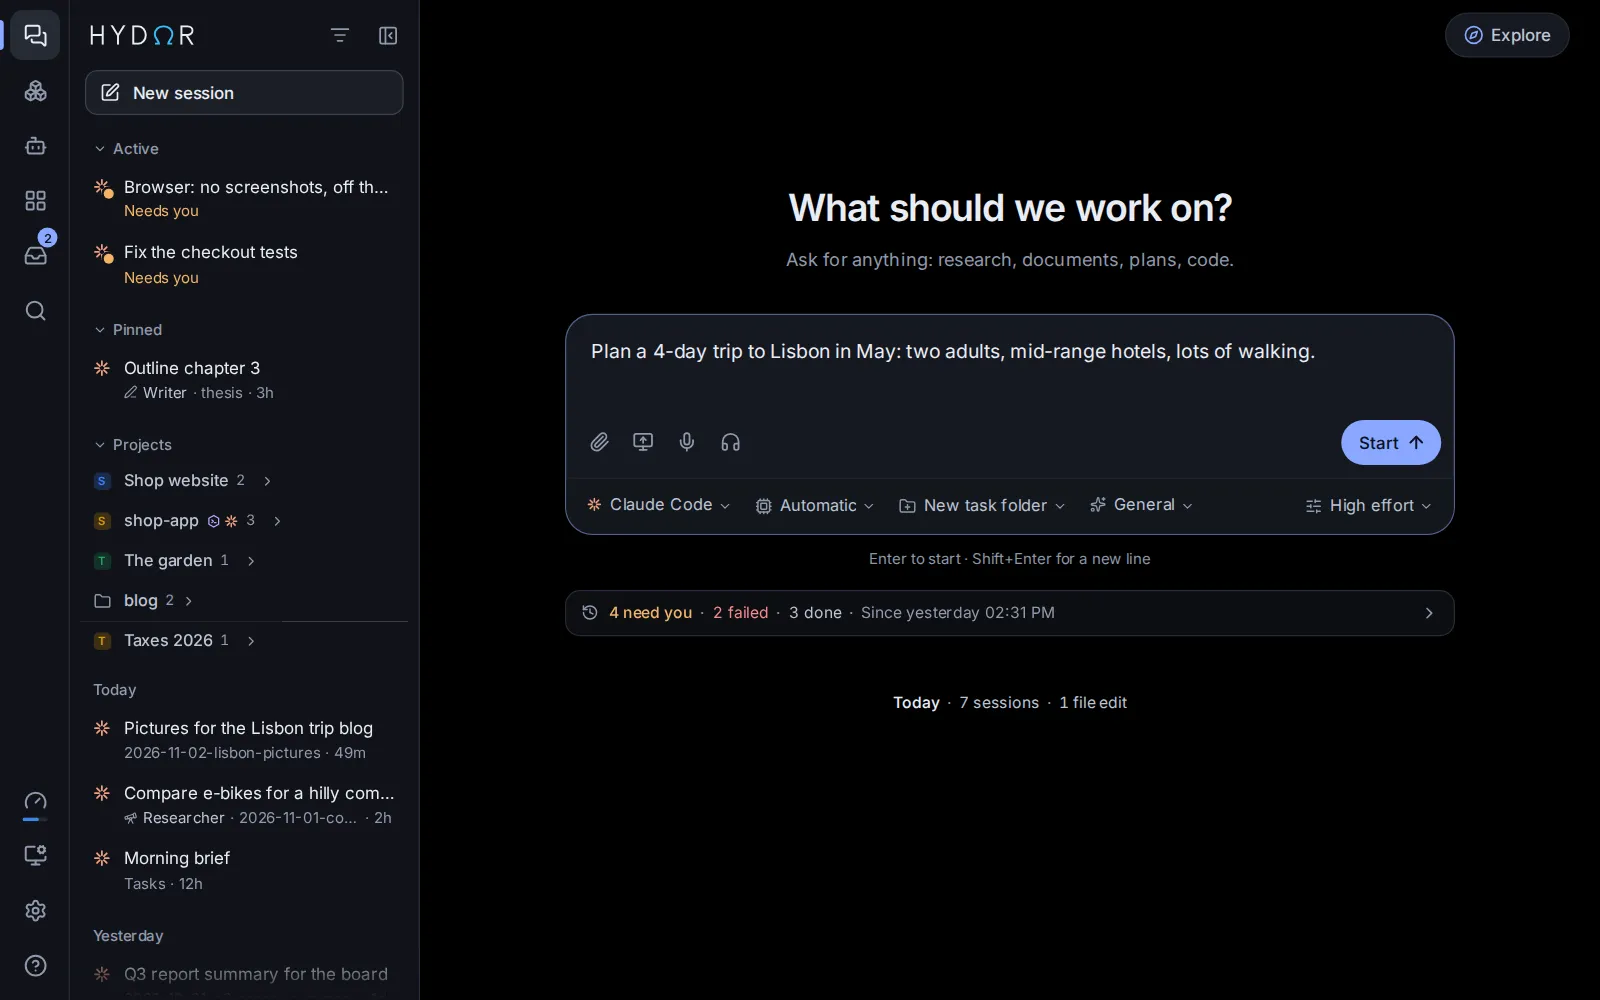 HYDΩR
Explore
New session
Active
Browser: no screenshots, off th...
Needs you
Fix the checkout tests
Needs you
2
Pinned
Outline chapter 3
Writer · thesis · 3h
Projects
S Shop website 2
S shop-app 3
T The garden 1
blog 2
T Taxes 2026 1
Today
Pictures for the Lisbon trip blog
2026-11-02-lisbon-pictures · 49m
Compare e-bikes for a hilly com...
Researcher · 2026-11-01-co... · 2h
Morning brief
Tasks · 12h
Yesterday
Q3 report summary for the board
What should we work on?
Ask for anything: research, documents, plans, code.
Plan a 4-day trip to Lisbon in May: two adults, mid-range hotels, lots of walking.
Start
Claude Code Automatic New task folder General High effort
Enter to start · Shift+Enter for a new line
4 need you · 2 failed · 3 done · Since yesterday 02:31 PM
Today · 7 sessions · 1 file edit